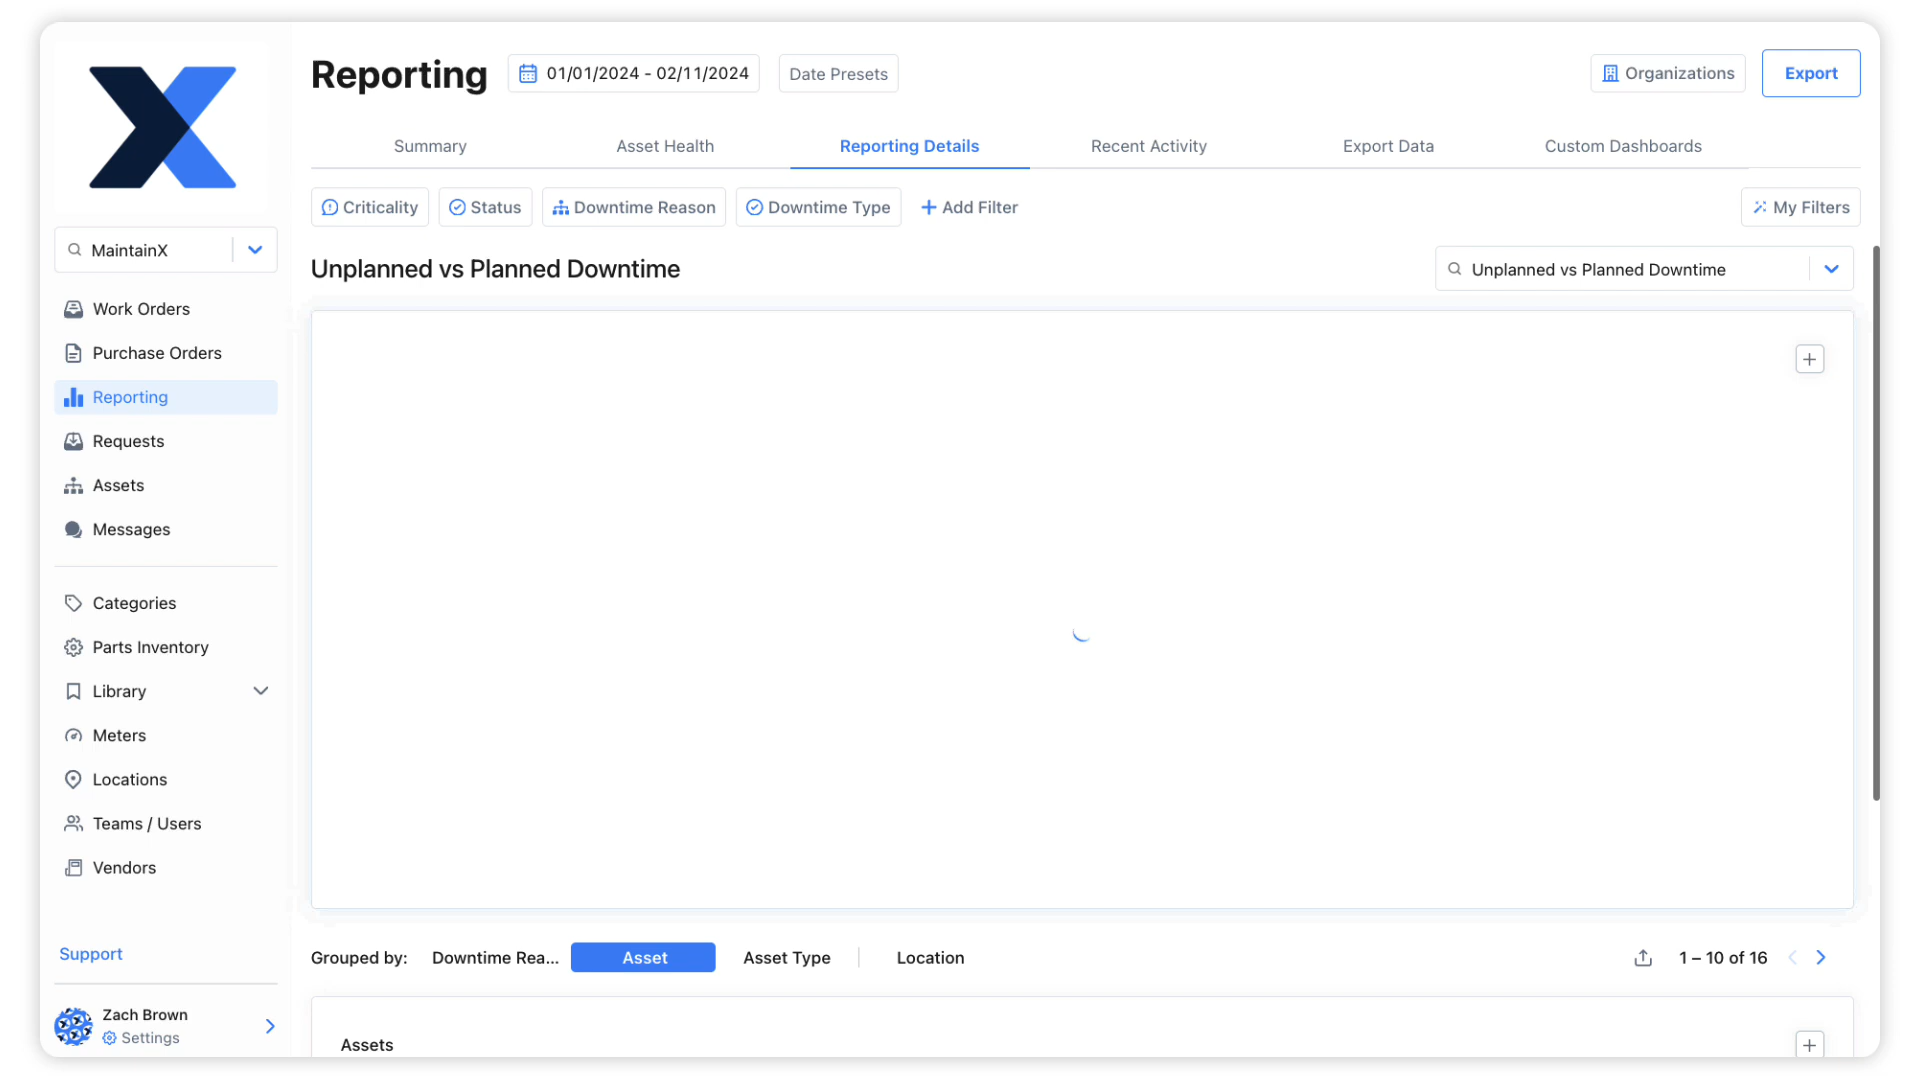 Reporting
01/01/2024 - 02/11/2024
Date Presets
Organizations
Export
Summary
Asset Health
Reporting Details
Recent Activity
Export Data
Custom Dashboards
Criticality
Status
Downtime Reason
Downtime Type
Add Filter
My Filters
MaintainX
Unplanned vs Planned Downtime
Unplanned vs Planned Downtime
Work Orders
Purchase Orders
Reporting
Requests
Assets
Messages
Categories
Parts Inventory
Library
Meters
Locations
Teams / Users
Vendors
Support
Zach Brown
Settings
Grouped by:
Downtime Rea...
Asset
Asset Type
Location
1 – 10 of 16
Assets